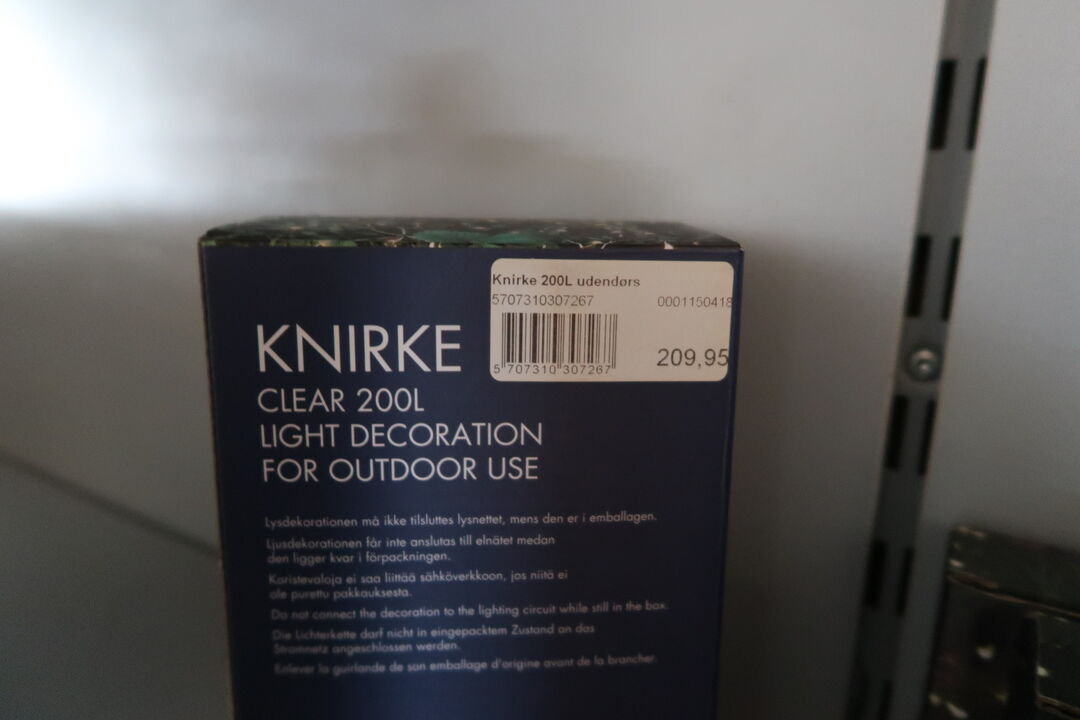 Knirke 200L udendørs
5707310307267 0001150418
5 707310 307267
209,95
KNIRKE
CLEAR 200L
LIGHT DECORATION
FOR OUTDOOR USE
Lysdekorationen må ikke tilsluttes lysnettet, mens den er i emballagen.
Ljusdekorationen får inte anslutas till elnätet medan
den ligger kvar i förpackningen.
Koristevaloja ei saa liittää sähköverkkoon, jos niitä ei
ole purettu pakkauksesta.
Do not connect the decoration to the lighting circuit while still in the box.
Die Lichterkette darf nicht in eingepacktem Zustand an das
Stromnetz angeschlossen werden.
Enlever la guirlande de son emballage d'origine avant de la brancher.